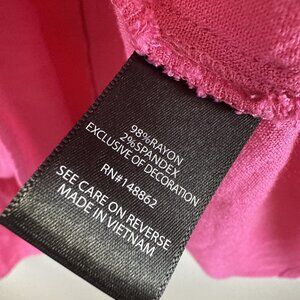 98%RAYON
2%SPANDEX
EXCLUSIVE OF DECORATION
RN#148862
SEE CARE ON REVERSE
MADE IN VIETNAM